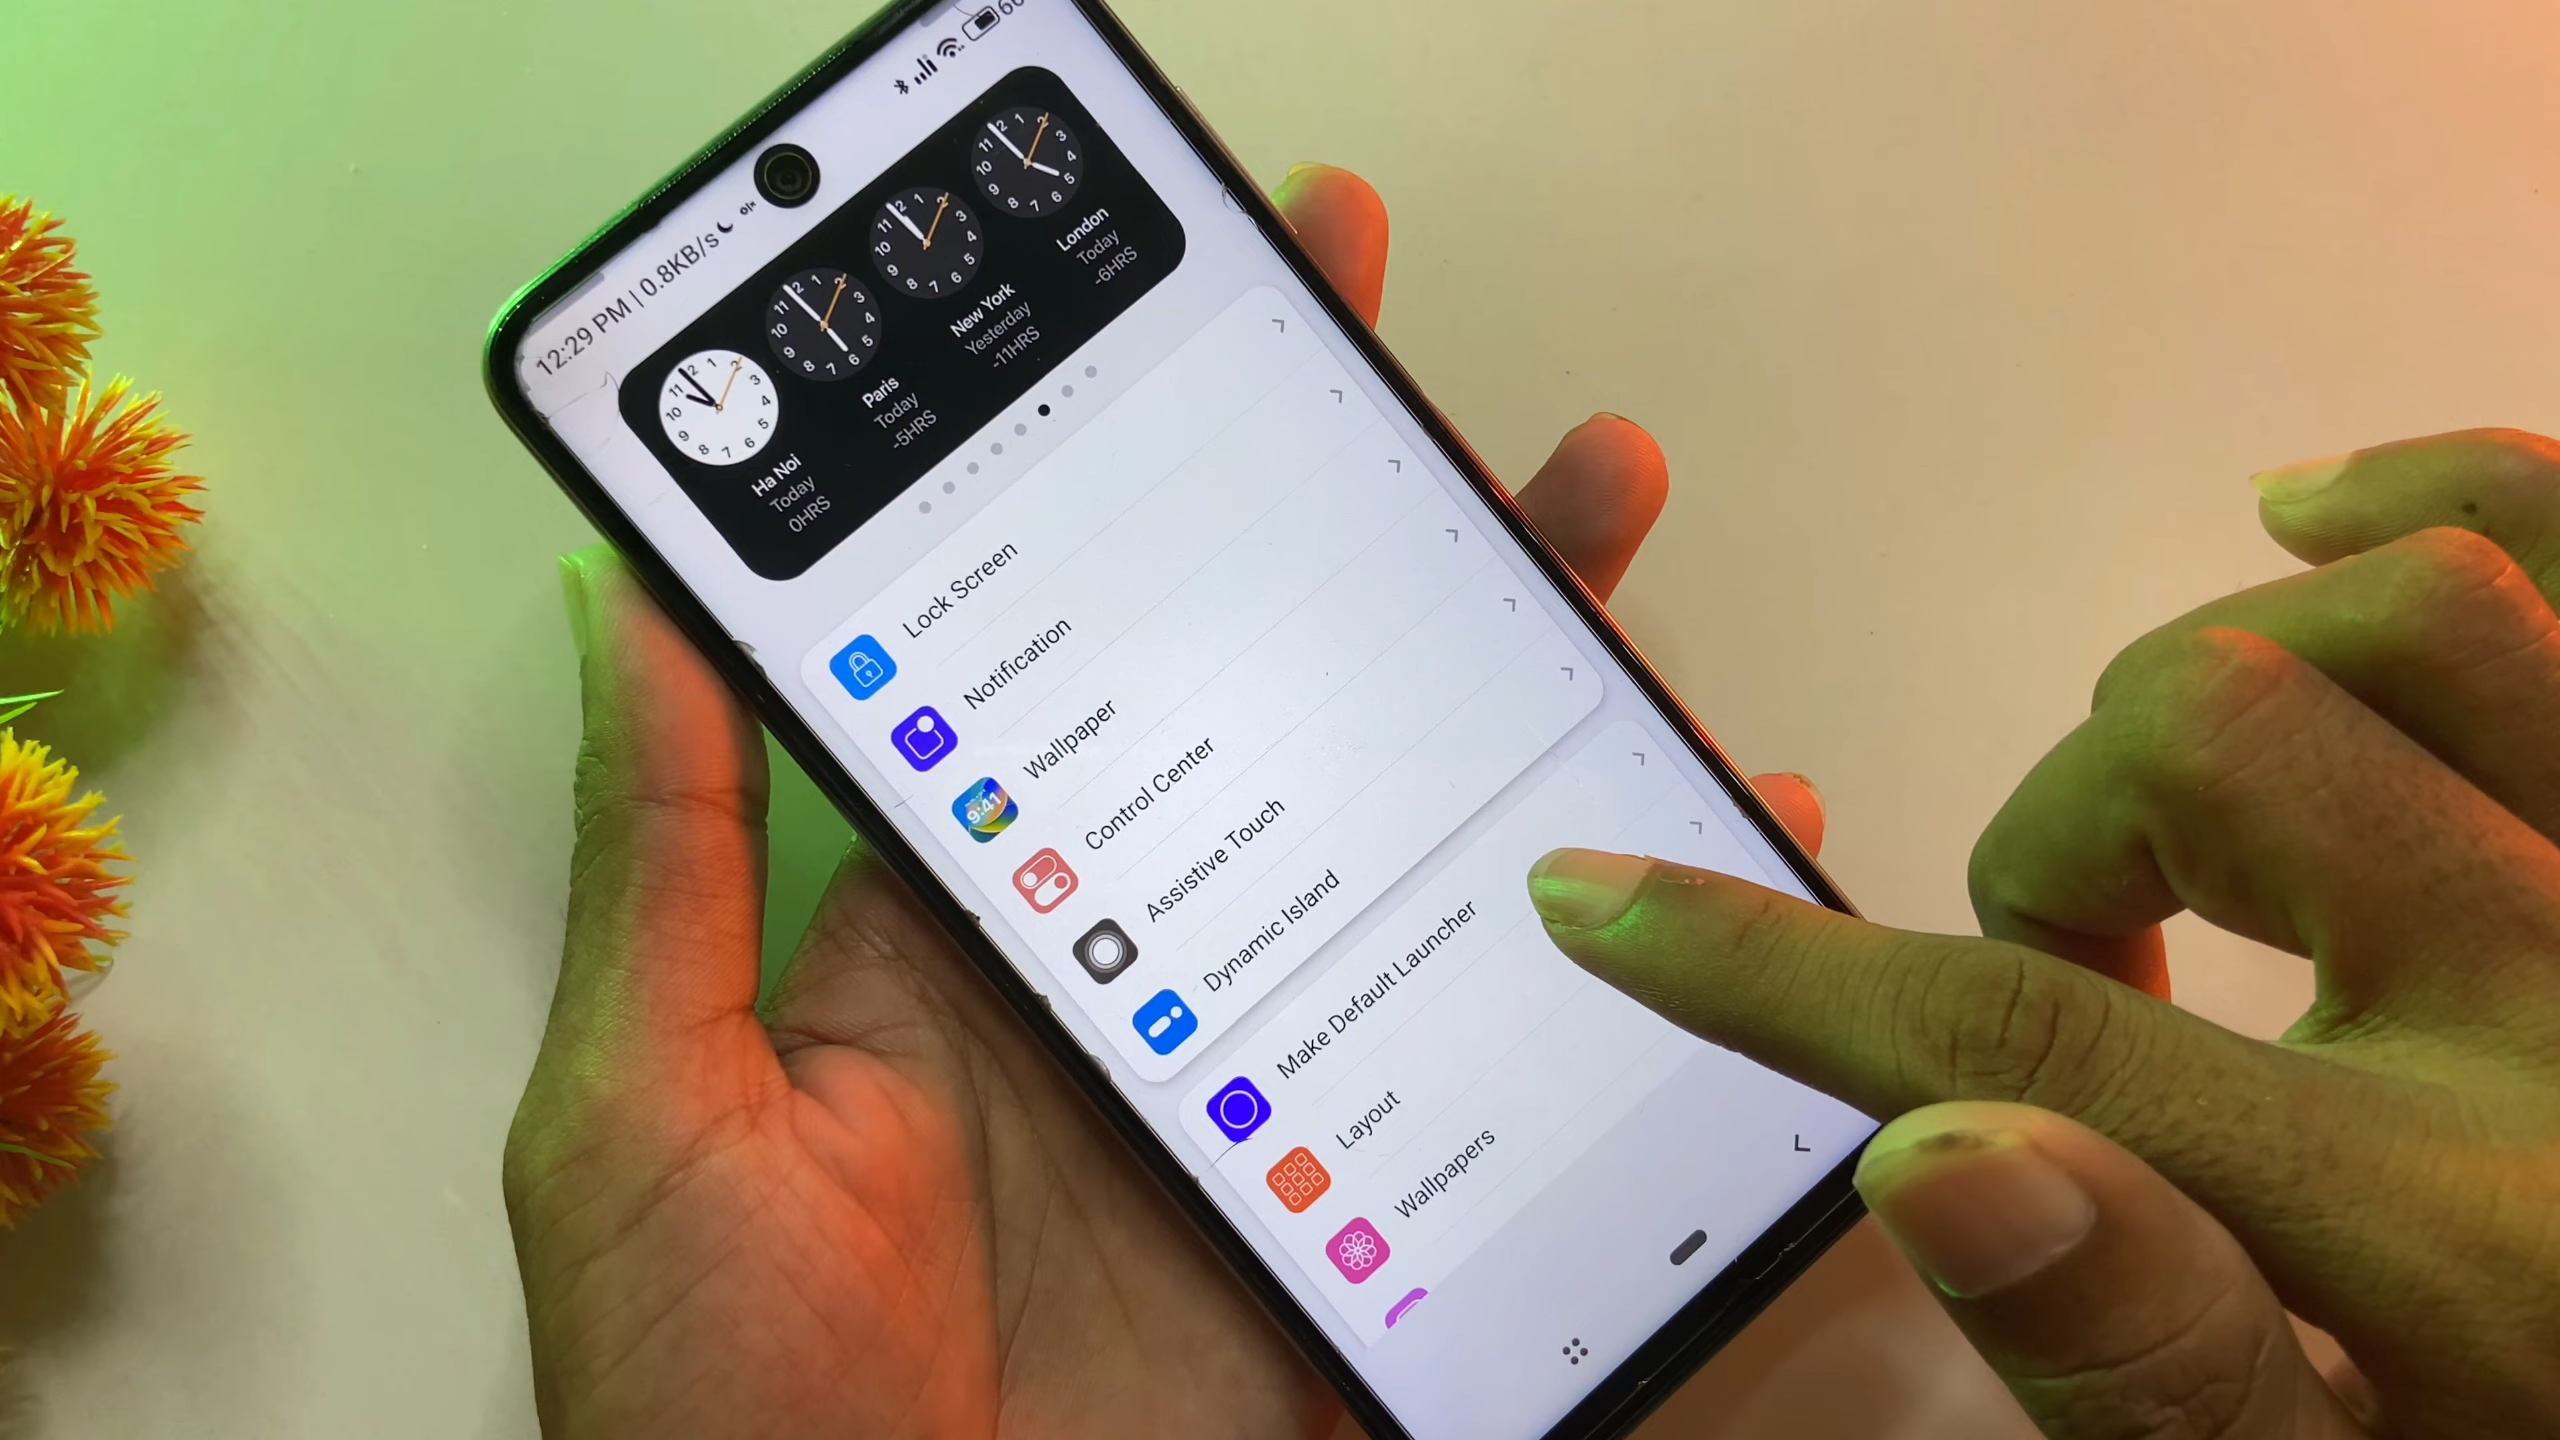 12:29 PM | 0.8KB/s
66
Ha Noi
Today
0HRS
Paris
Today
-5HRS
New York
Yesterday
-11HRS
London
Today
-6HRS
Lock Screen
Notification
9:41
Wallpaper
Control Center
Assistive Touch
Dynamic Island
Make Default Launcher
Layout
Wallpapers